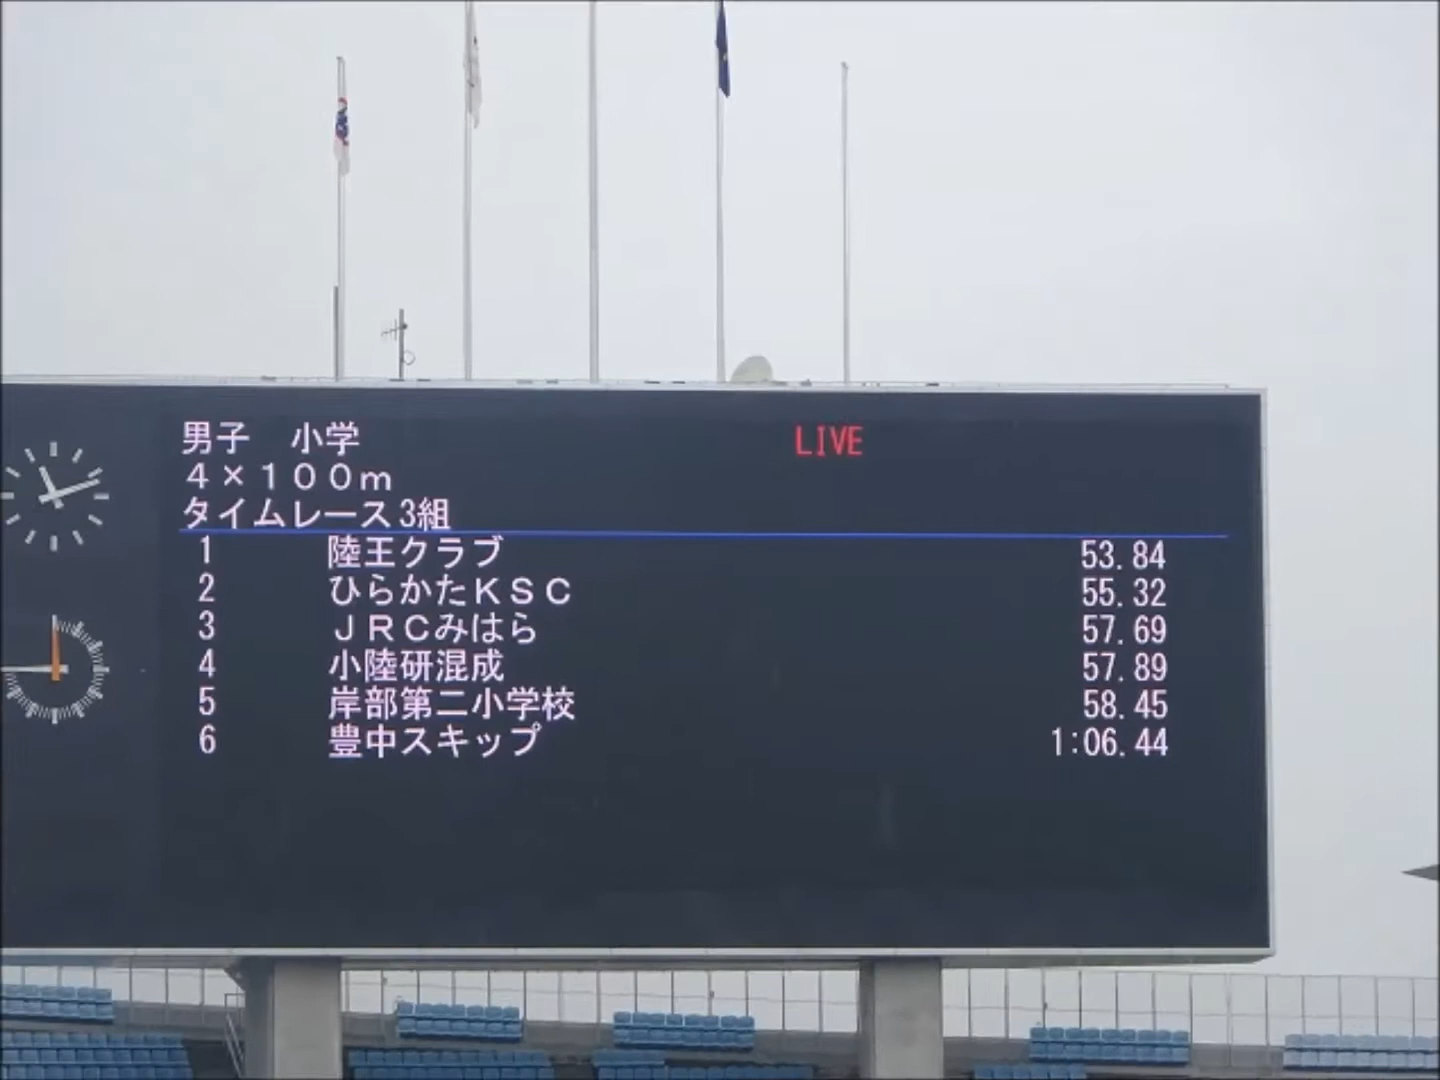 男子　小学
LIVE
４×１００ｍ
タイムレース3組
1 陸王クラブ 53.84
2 ひらかたＫＳＣ 55.32
3 ＪＲＣみはら 57.69
4 小陸研混成 57.89
5 岸部第二小学校 58.45
6 豊中スキップ 1:06.44